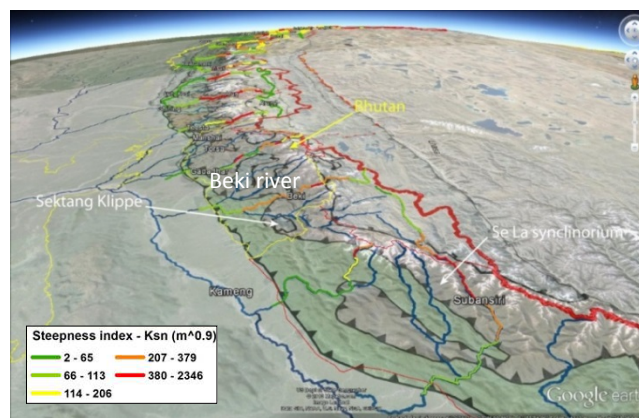 Bhutan
Beki river
Beki
Sektang Klippe
Se La synclinorium
Kameng
Subansiri
Steepness index - Ksn (m^0.9)
2 - 65
207 - 379
66 - 113
380 - 2346
114 - 206
Google earth